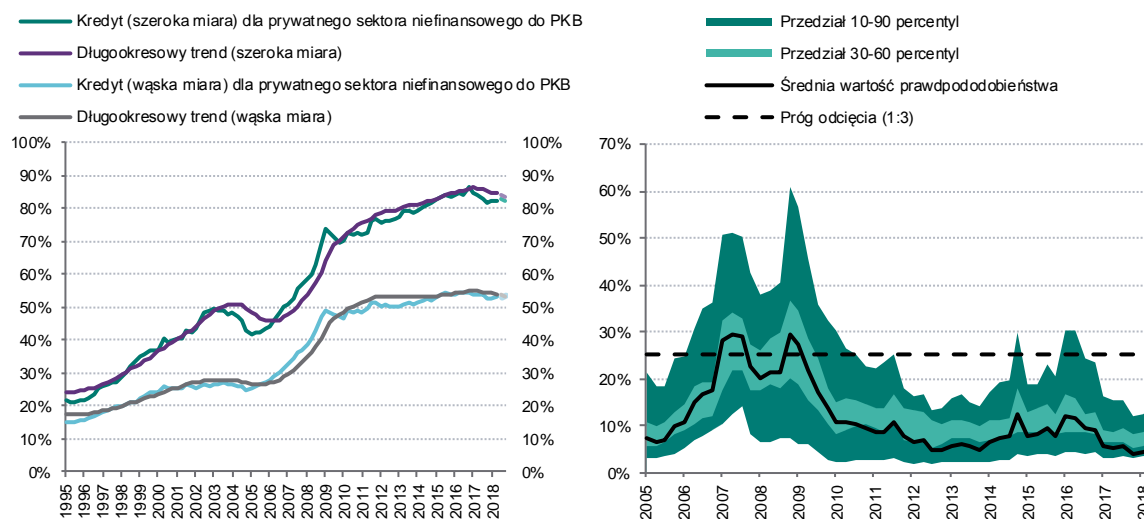 Kredyt (szeroka miara) dla prywatnego sektora niefinansowego do PKB
Długookresowy trend (szeroka miara)
Kredyt (wąska miara) dla prywatnego sektora niefinansowego do PKB
Długookresowy trend (wąska miara)
100% 100%
90% 90%
80% 80%
70% 70%
60% 60%
50% 50%
40% 40%
30% 30%
20% 20%
10% 10%
0% 0%
1995 1996 1997 1998 1999 2000 2001 2002 2003 2004 2005 2006 2007 2008 2009 2010 2011 2012 2013 2014 2015 2016 2017 2018
Przedział 10-90 percentyl
Przedział 30-60 percentyl
Średnia wartość prawdpododobieństwa
Próg odcięcia (1:3)
70%
60%
50%
40%
30%
20%
10%
0%
2005 2006 2007 2008 2009 2010 2011 2012 2013 2014 2015 2016 2017 2018